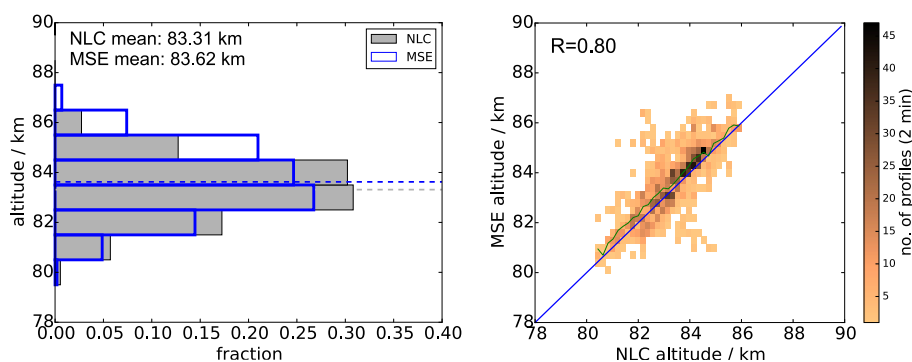 NLC mean: 83.31 km
MSE mean: 83.62 km
NLC
MSE
altitude / km
90
88
86
84
82
80
78
0.00 0.05 0.10 0.15 0.20 0.25 0.30 0.35 0.40
fraction
R=0.80
MSE altitude / km
90
88
86
84
82
80
78
78 80 82 84 86 88 90
NLC altitude / km
45
40
35
30
25
20
15
10
5
no. of profiles (2 min)